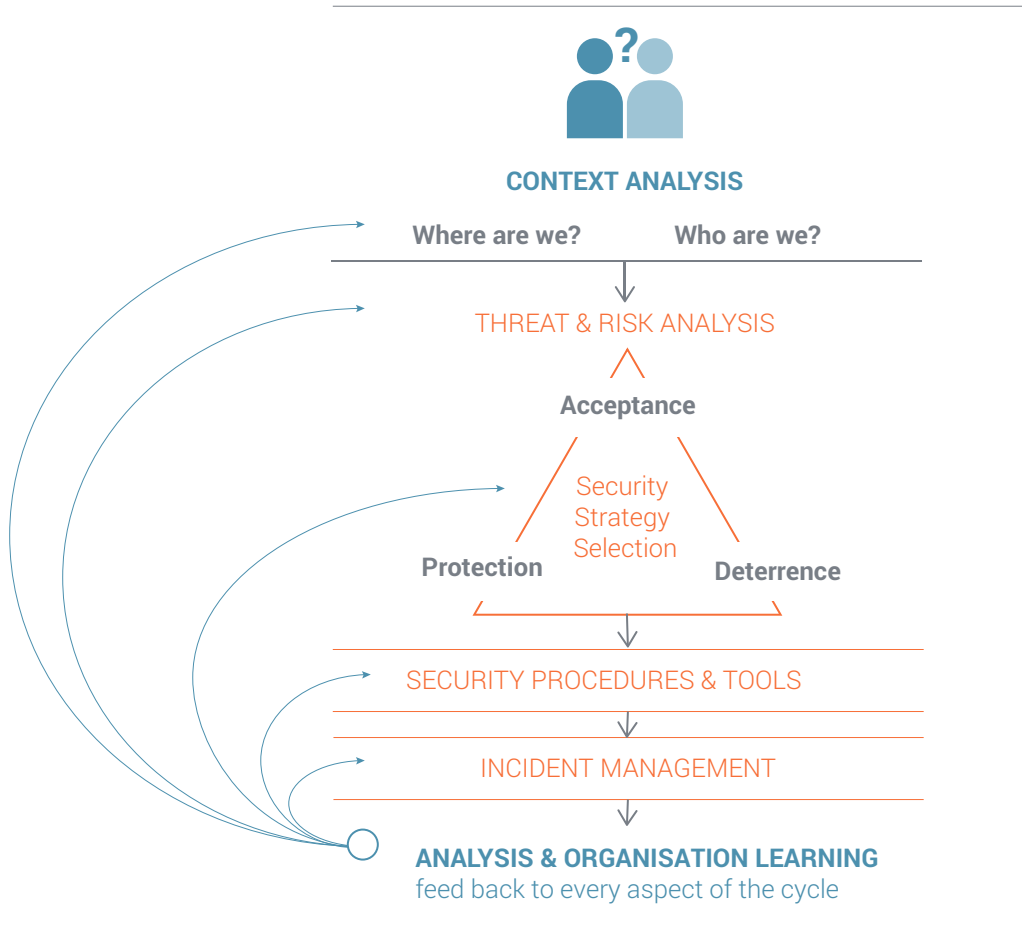 ?
CONTEXT ANALYSIS
Where are we? Who are we?
THREAT & RISK ANALYSIS
Acceptance
Security
Strategy
Selection
Protection
Deterrence
SECURITY PROCEDURES & TOOLS
INCIDENT MANAGEMENT
ANALYSIS & ORGANISATION LEARNING
feed back to every aspect of the cycle